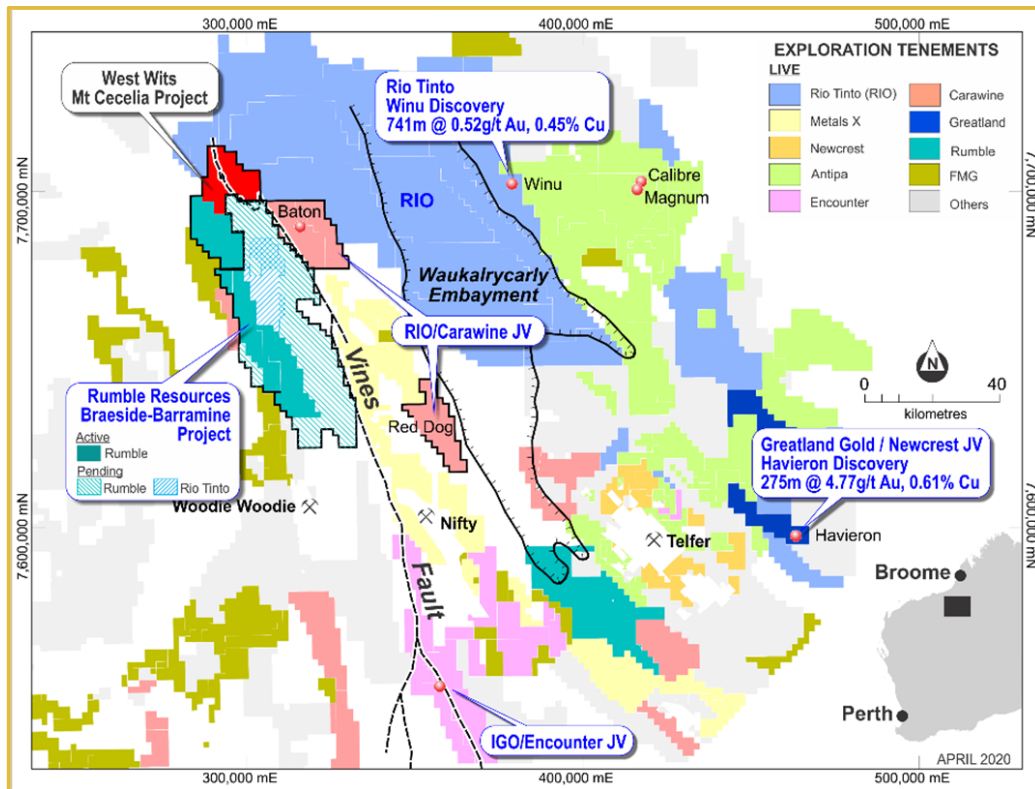 300,000 mE
400,000 mE
500,000 mE
7,700,000 mN
7,600,000 mN
West Wits
Mt Cecelia Project
Rio Tinto
Winu Discovery
741m @ 0.52g/t Au, 0.45% Cu
EXPLORATION TENEMENTS
LIVE
Rio Tinto (RIO)
Metals X
Newcrest
Antipa
Encounter
Carawine
Greatland
Rumble
FMG
Others
Winu
Calibre
Magnum
RIO
Baton
Waukalrycarly
Embayment
RIO/Carawine JV
Vines
Fault
N
0
40
kilometres
Rumble Resources
Braeside-Barramine
Project
Active
Rumble
Pending
Rumble
Rio Tinto
Red Dog
Greatland Gold / Newcrest JV
Havieron Discovery
275m @ 4.77g/t Au, 0.61% Cu
Woodie Woodie
Nifty
Telfer
Havieron
Broome
Perth
IGO/Encounter JV
7,700,000 mN
7,600,000 mN
300,000 mE
400,000 mE
500,000 mE
APRIL 2020